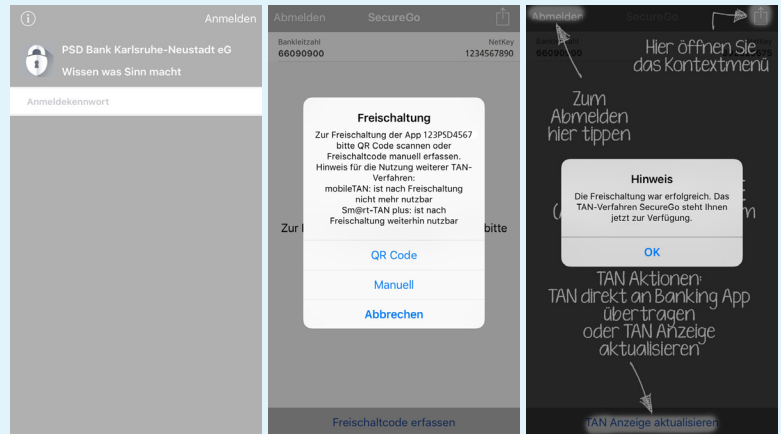 Anmelden
PSD Bank Karlsruhe-Neustadt eG
Wissen was Sinn macht
Anmeldekennwort
Abmelden SecureGo
Bankleitzahl NetKey
66090900 1234567890
Freischaltung
Zur Freischaltung der App 123PSD4567
bitte QR Code scannen oder
Freischaltcode manuell erfassen.
Hinweis für die Nutzung weiterer TAN-
Verfahren:
mobileTAN: ist nach Freischaltung
nicht mehr nutzbar
Sm@rt-TAN plus: ist nach
Freischaltung weiterhin nutzbar
Zur bitte
QR Code
Manuell
Abbrechen
Freischaltcode erfassen
Abmelden SecureGo
Bankleitzahl NetKey
66090900
Hier öffnen Sie
das Kontextmenü
Zum
Abmelden
hier tippen
Hinweis
Die Freischaltung war erfolgreich. Das
TAN-Verfahren SecureGo steht Ihnen
jetzt zur Verfügung.
OK
TAN Aktionen:
TAN direkt an Banking App
übertragen
oder TAN Anzeige
aktualisieren
TAN Anzeige aktualisieren